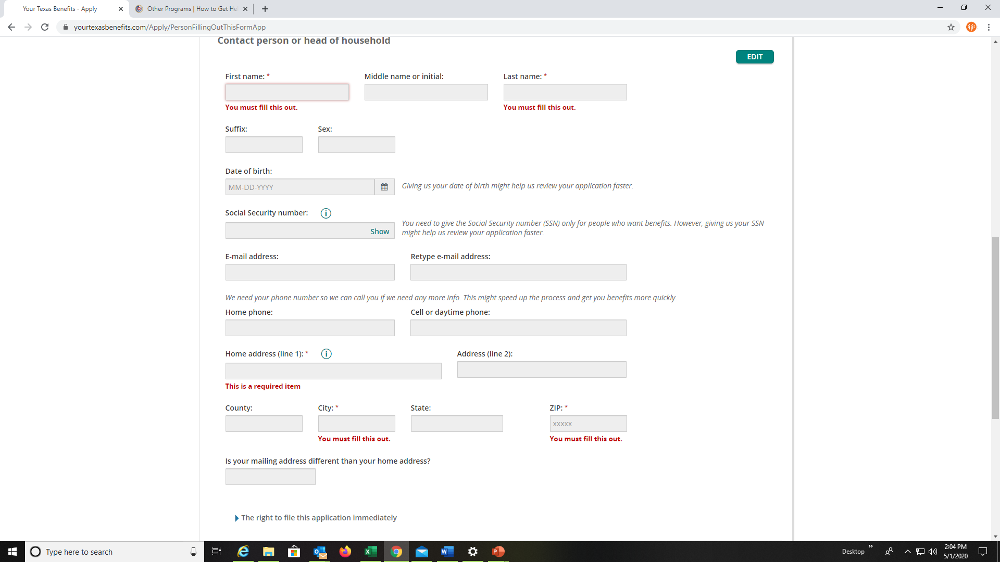 Your Texas Benefits - Apply
Other Programs | How to Get He
yourtexasbenefits.com/Apply/PersonFillingOutThisFormApp
Contact person or head of household
EDIT
First name: * Middle name or initial: Last name: *
You must fill this out. You must fill this out.
Suffix: Sex:
Date of birth:
MM-DD-YYYY Giving us your date of birth might help us review your application faster.
Social Security number: i
You need to give the Social Security number (SSN) only for people who want benefits. However, giving us your SSN
Show might help us review your application faster.
E-mail address: Retype e-mail address:
We need your phone number so we can call you if we need any more info. This might speed up the process and get you benefits more quickly.
Home phone: Cell or daytime phone:
Home address (line 1): * i Address (line 2):
This is a required item
County: City: * State: ZIP: *
xxxxx
You must fill this out. You must fill this out.
Is your mailing address different than your home address?
The right to file this application immediately
Type here to search
Desktop
2:04 PM
5/1/2020